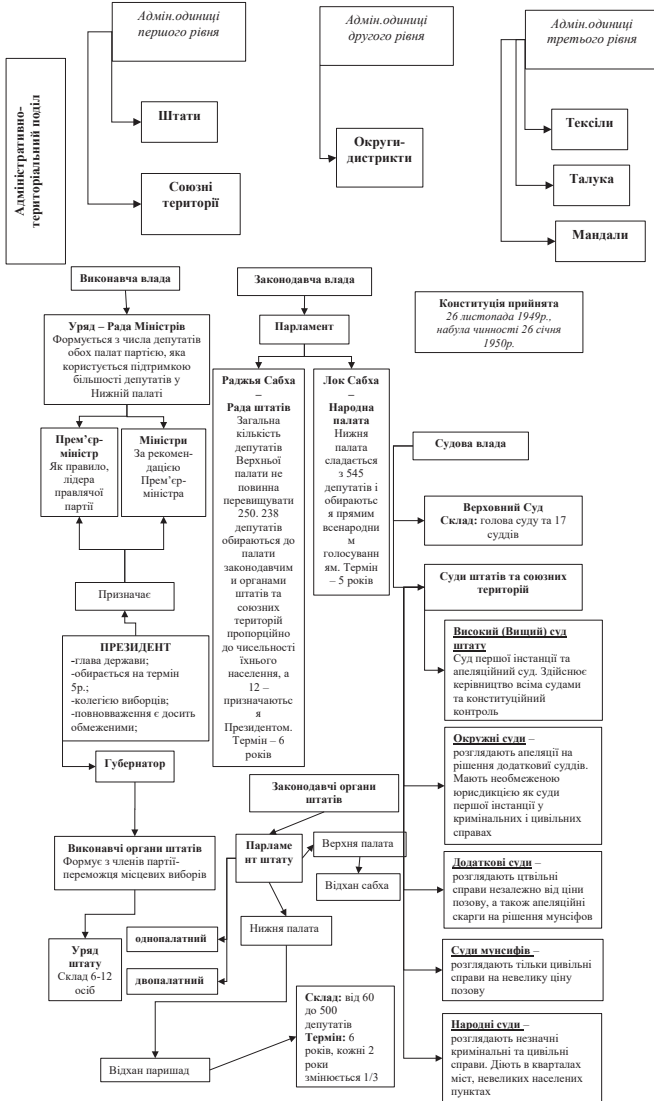 Адмін.одиниці
першого рівня
Адмін.одиниці
другого рівня
Адмін.одиниці
третього рівня
Адміністративно-
територіальний поділ
Штати
Союзні
території
Округи-
дистрикти
Тексіли
Талука
Мандали
Виконавча влада
Уряд – Рада Міністрів
Формується з числа депутатів
обох палат партією, яка
користується підтримкою
більшості депутатів у
Нижній палаті
Прем’єр-
міністр
Як правило,
лідера
правлячої
партії
Міністри
За рекомен-
дацією
Прем’єр-
міністра
Призначає
ПРЕЗИДЕНТ
-глава держави;
-обирається на термін
5р.;
-колегією виборців;
-повновваження є досить
обмеженими;
Губернатор
Виконавчі органи штатів
Формує з членів партії-
переможця місцевих виборів
Уряд
штату
Склад 6-12
осіб
Законодавча влада
Парламент
Раджья Сабха
–
Рада штатів
Загальна
кількість
депутатів
Верхньої
палати не
повинна
перевищувати
250. 238
депутатів
обираються до
палати
законодавчим
и органами
штатів та
союзних
територій
пропорційно
до чисельості
їхнього
населення, а
12 –
призначаютьс
я
Президентом.
Термін – 6
років
Лок Сабха
–
Народна
палата
Нижня
палата
сладається
з 545
депутатів і
обираютьс
я прямим
всенародни
м
голосуванн
ям. Термін
– 5 років
Законодавчі органи
штатів
Парламе
нт штату
Верхня палата
Відхан сабха
Нижня палата
однопалатний
двопалатний
Відхан паришад
Склад: від 60
до 500
депутатів
Термін: 6
років, кожні 2
роки
змінюється 1/3
Конституція прийнята
26 листопада 1949р.,
набула чинності 26 січня
1950р.
Судова влада
Верховний Суд
Склад: голова суду та 17
суддів
Суди штатів та союзних
територій
Високий (Вищий) суд
штату
Суд першої інстанції та
апеляційний суд. Здійснює
керівництво всіма судами
та конституційний
контроль
Окружні суди –
розглядають апеляції на
рішення додаткової суддів.
Мають необмеженою
юрисдикцією як суди
першої інстанції у
кримінальних і цивільних
справах
Додаткові суди –
розглядають цтвільні
справи незалежно від ціни
позову, а також апеляційні
скарги на рішення мунсіфов
Суди мунсифів –
розглядають тільки цивільні
справи на невелику ціну
позову
Народні суди –
розглядають незначні
кримінальні та цивільні
справи. Діють в кварталах
міст, невеликих населених
пунктах